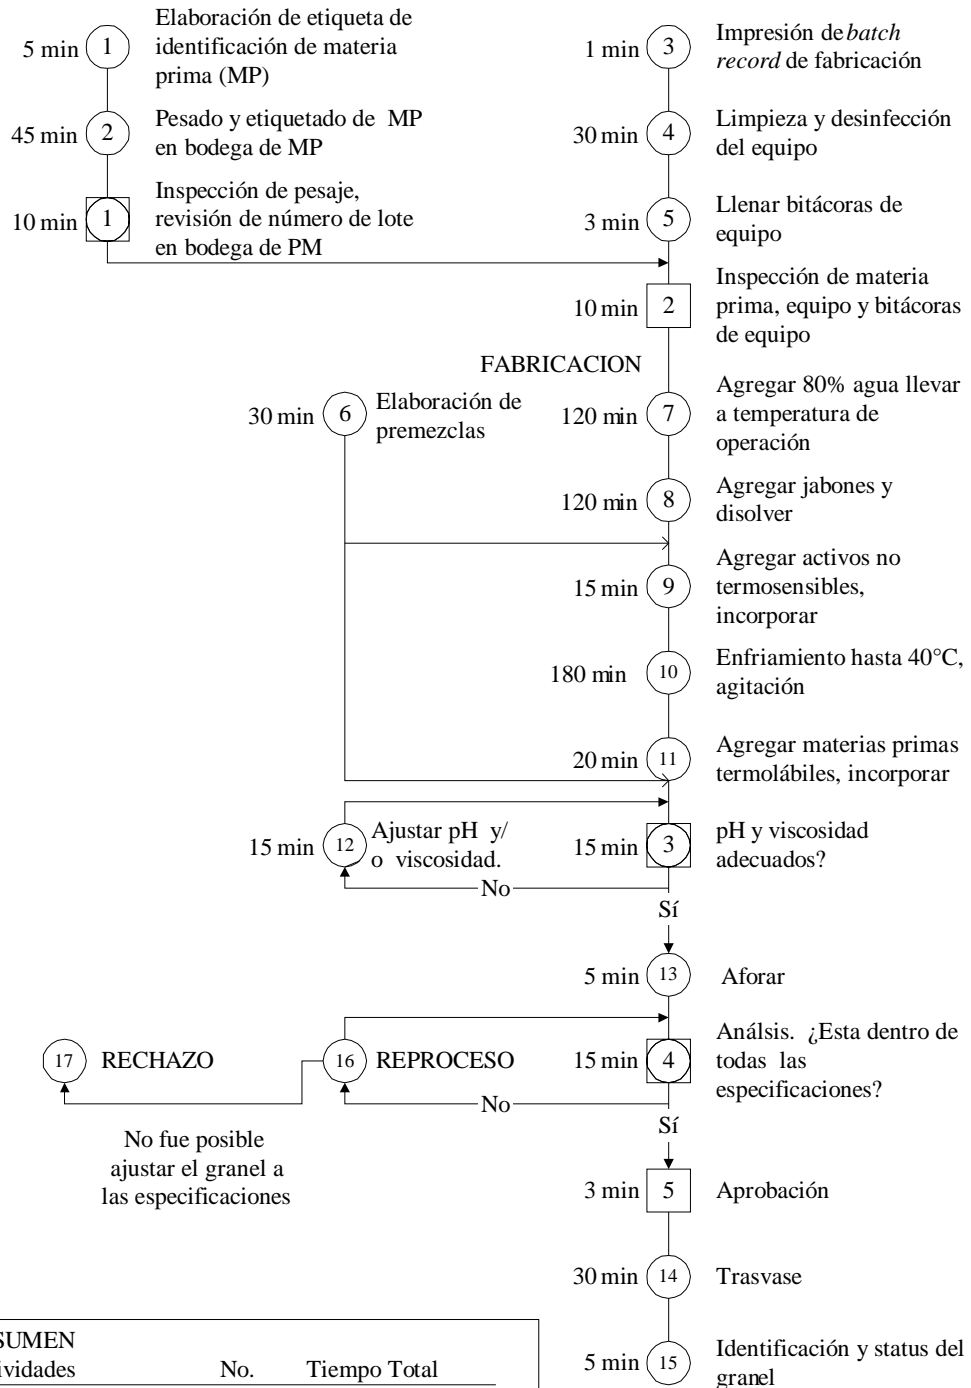 5 min
1
Elaboración de etiqueta de
identificación de materia
prima (MP)
45 min
2
Pesado y etiquetado de MP
en bodega de MP
10 min
1
Inspección de pesaje,
revisión de número de lote
en bodega de PM
1 min
3
Impresión de batch
record de fabricación
30 min
4
Limpieza y desinfección
del equipo
3 min
5
Llenar bitácoras de
equipo
10 min
2
Inspección de materia
prima, equipo y bitácoras
de equipo
FABRICACION
30 min
6
Elaboración de
premezclas
120 min
7
Agregar 80% agua llevar
a temperatura de
operación
120 min
8
Agregar jabones y
disolver
15 min
9
Agregar activos no
termosensibles,
incorporar
180 min
10
Enfriamiento hasta 40°C,
agitación
20 min
11
Agregar materias primas
termolábiles, incorporar
15 min
12
Ajustar pH y/
o viscosidad.
15 min
3
pH y viscosidad
adecuados?
No
Sí
5 min
13
Aforar
17
RECHAZO
16
REPROCESO
15 min
4
Análsis. ¿Esta dentro de
todas las
especificaciones?
No
Sí
No fue posible
ajustar el granel a
las especificaciones
3 min
5
Aprobación
30 min
14
Trasvase
5 min
15
Identificación y status del
granel
SUMEN
ividades No. Tiempo Total